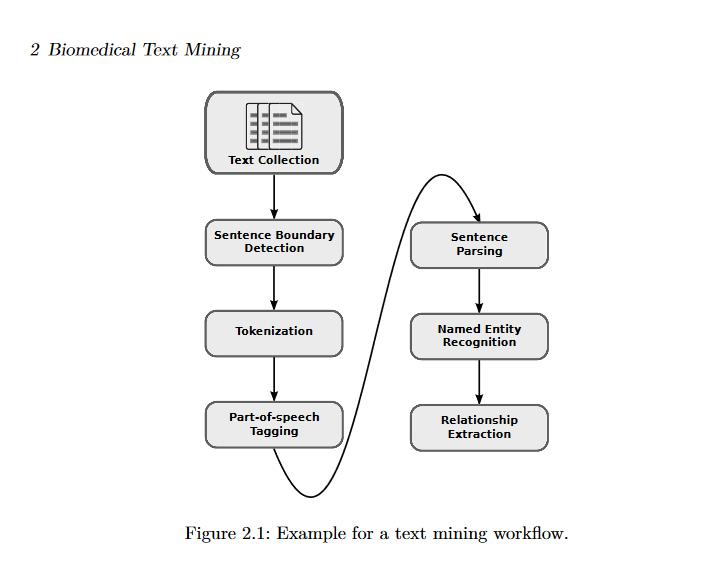 2 Biomedical Text Mining
Text Collection
Sentence Boundary
Detection
Tokenization
Part-of-speech
Tagging
Sentence
Parsing
Named Entity
Recognition
Relationship
Extraction
Figure 2.1: Example for a text mining workflow.